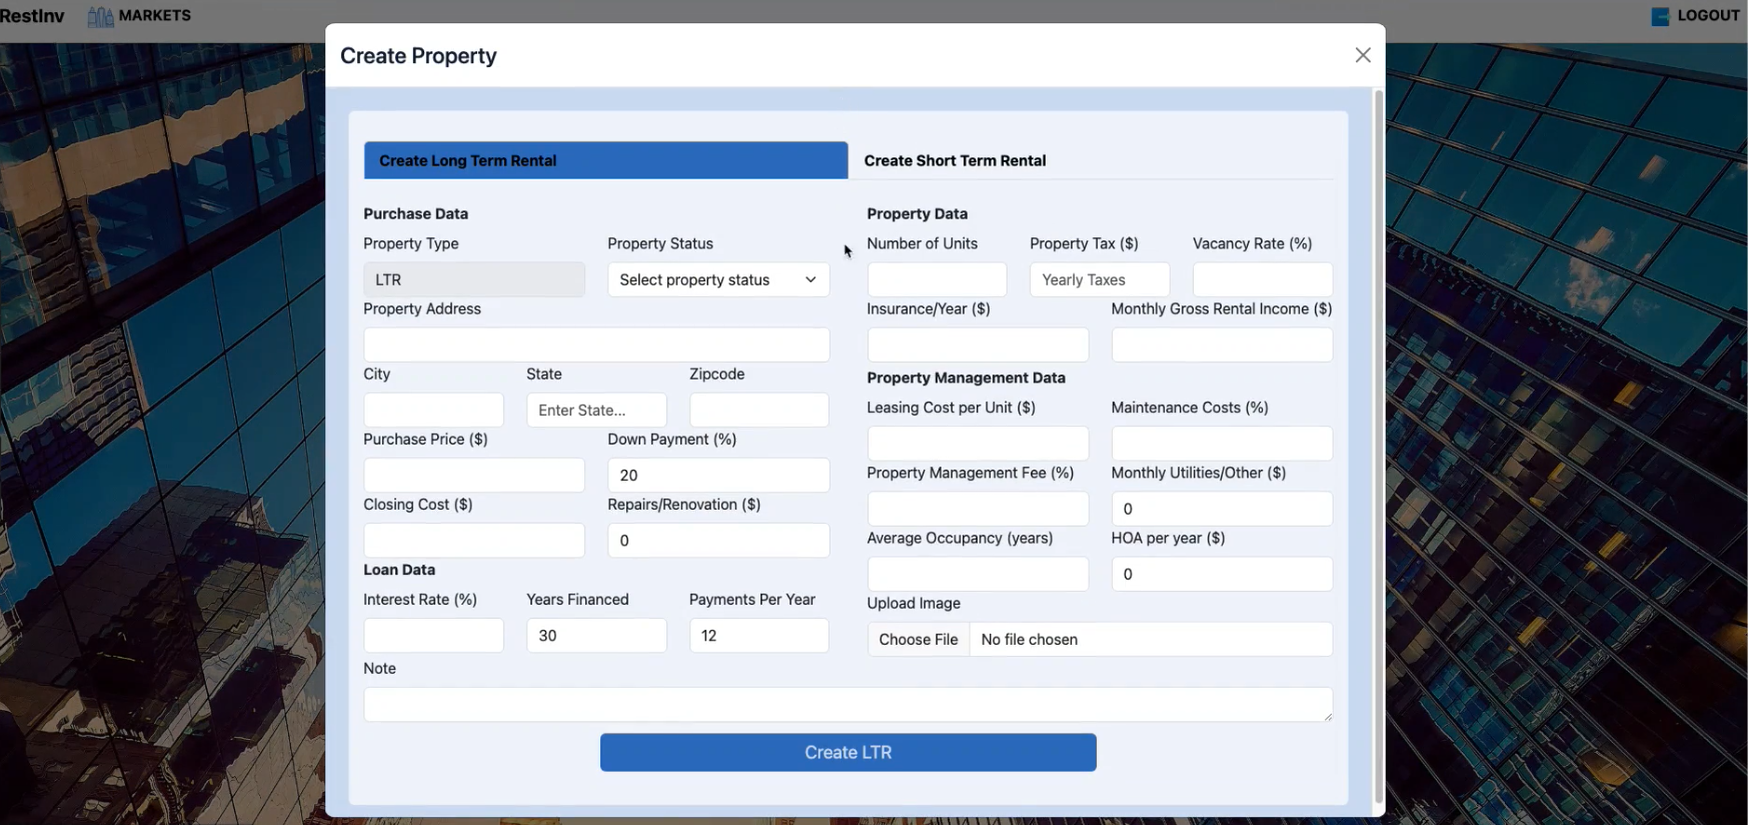 RestInv MARKETS LOGOUT
Create Property
Create Long Term Rental
Create Short Term Rental
Purchase Data
Property Type Property Status
LTR Select property status
Property Address
City State Zipcode
Enter State...
Purchase Price ($) Down Payment (%)
20
Closing Cost ($) Repairs/Renovation ($)
0
Loan Data
Interest Rate (%) Years Financed Payments Per Year
30 12
Property Data
Number of Units Property Tax ($) Vacancy Rate (%)
Yearly Taxes
Insurance/Year ($) Monthly Gross Rental Income ($)
Property Management Data
Leasing Cost per Unit ($) Maintenance Costs (%)
Property Management Fee (%) Monthly Utilities/Other ($)
0
Average Occupancy (years) HOA per year ($)
0
Upload Image
Choose File No file chosen
Note
Create LTR